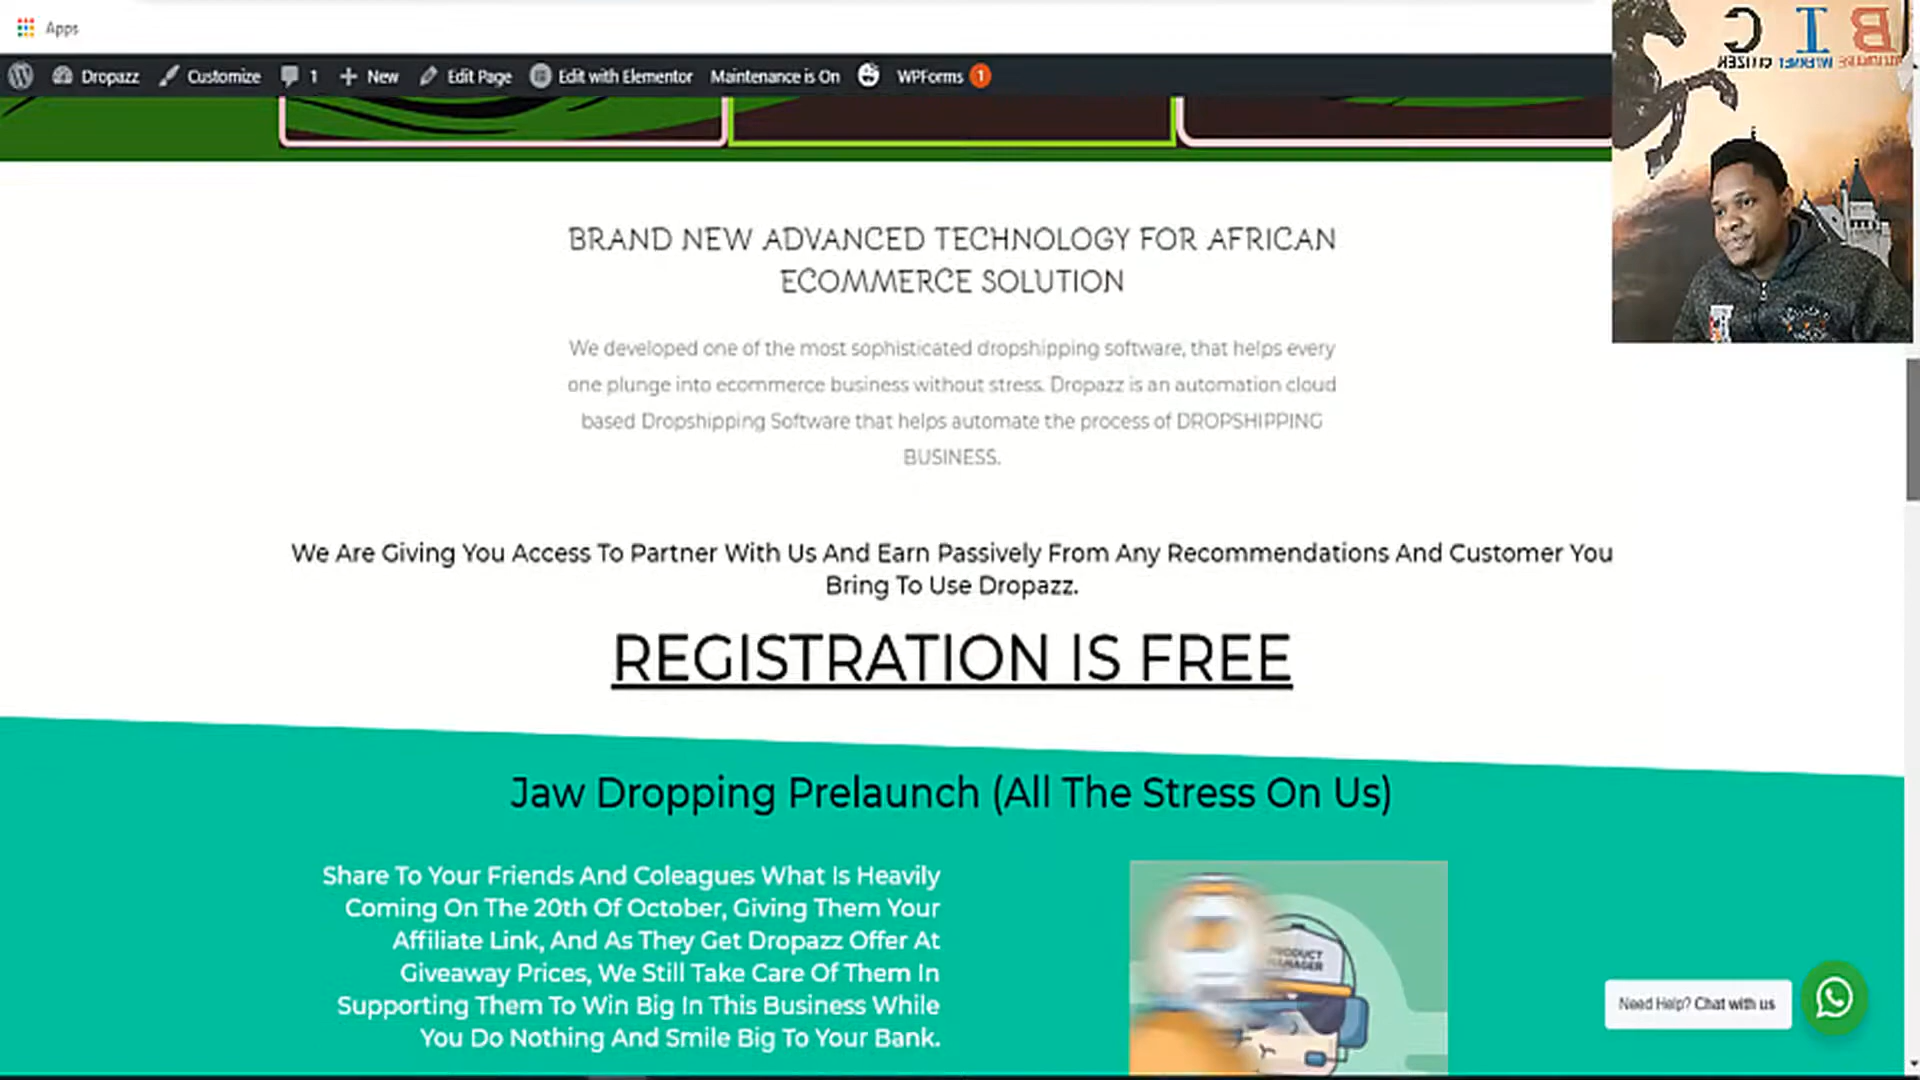 Apps
Dropazz Customize 1 New Edit Page Edit with Elementor Maintenance is On WPForms 1
BIC
INTERNET CITIZEN
BRAND NEW ADVANCED TECHNOLOGY FOR AFRICAN
ECOMMERCE SOLUTION
We developed one of the most sophisticated dropshipping software, that helps every
one plunge into ecommerce business without stress. Dropazz is an automation cloud
based Dropshipping Software that helps automate the process of DROPSHIPPING
BUSINESS.
We Are Giving You Access To Partner With Us And Earn Passively From Any Recommendations And Customer You
Bring To Use Dropazz.
REGISTRATION IS FREE
Jaw Dropping Prelaunch (All The Stress On Us)
Share To Your Friends And Coleagues What Is Heavily
Coming On The 20th Of October, Giving Them Your
Affiliate Link, And As They Get Dropazz Offer At
Giveaway Prices, We Still Take Care Of Them In
Supporting Them To Win Big In This Business While
You Do Nothing And Smile Big To Your Bank.
PRODUCT
MANAGER
Need Help? Chat with us